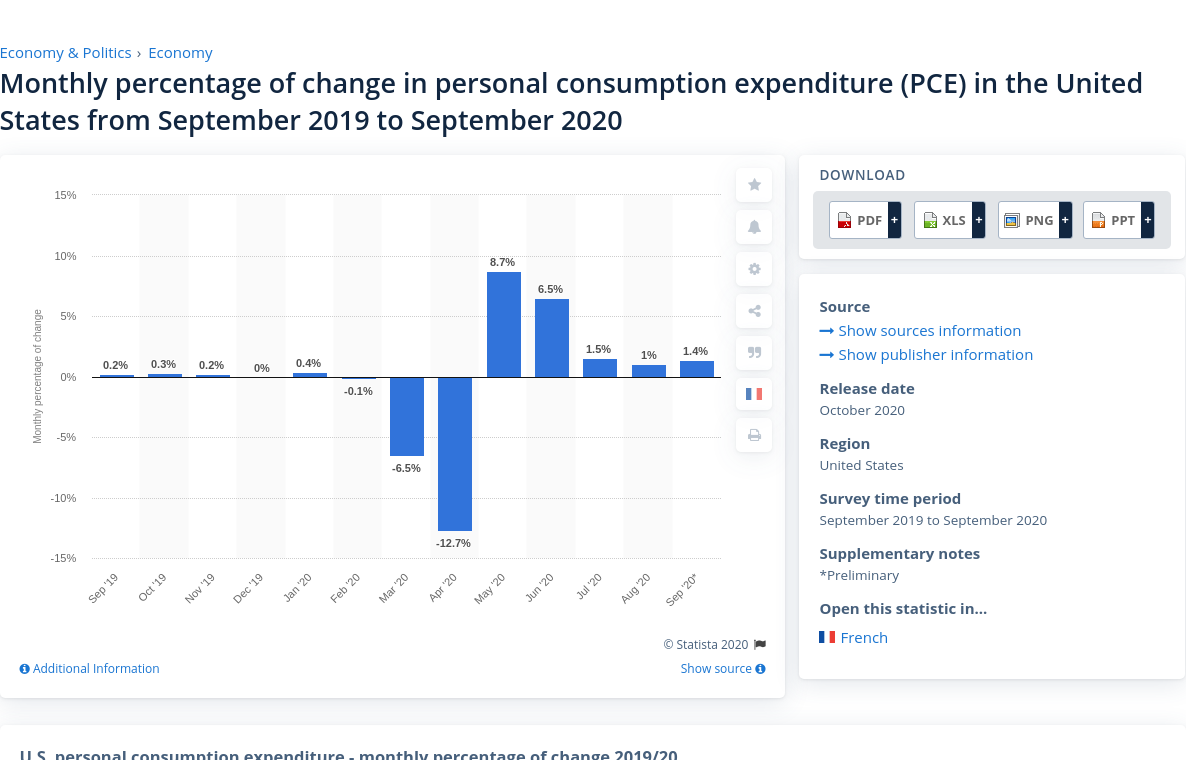 Economy & Politics › Economy
Monthly percentage of change in personal consumption expenditure (PCE) in the United
States from September 2019 to September 2020
15%
10%
5%
0%
-5%
-10%
-15%
Monthly percentage of change
0.2%
0.3%
0.2%
0%
0.4%
-0.1%
-6.5%
-12.7%
8.7%
6.5%
1.5%
1%
1.4%
Sep '19
Oct '19
Nov '19
Dec '19
Jan '20
Feb '20
Mar '20
Apr '20
May '20
Jun '20
Jul '20
Aug '20
Sep '20*
© Statista 2020
Additional Information
Show source
DOWNLOAD
PDF + XLS + PNG + PPT +
Source
Show sources information
Show publisher information
Release date
October 2020
Region
United States
Survey time period
September 2019 to September 2020
Supplementary notes
*Preliminary
Open this statistic in...
French
U.S. personal consumption expenditure - monthly percentage of change 2019/20